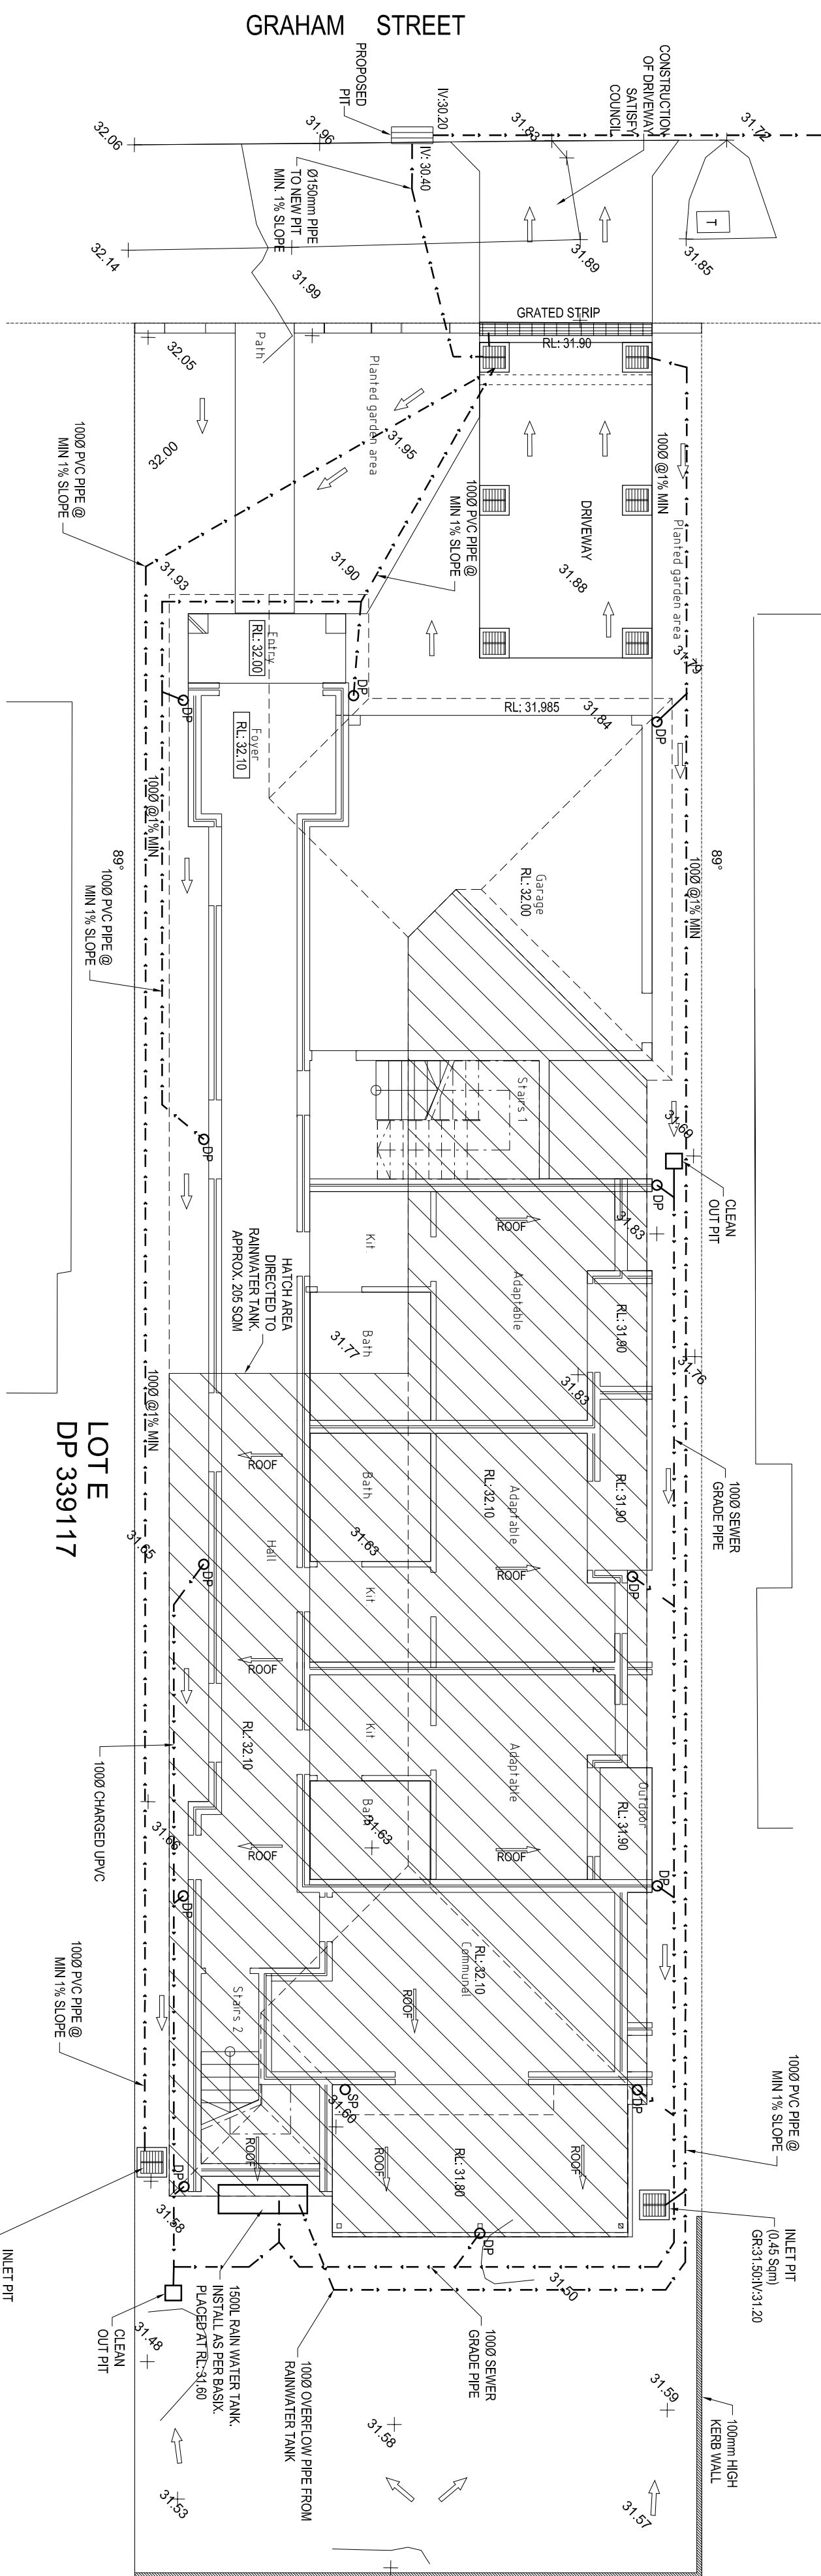 GRAHAM STREET
CONSTRUCTION
OF DRIVEWAY
SATISFY
COUNCIL
PROPOSED
PIT
IV:30.20
IV: 30.40
31.72
31.83
31.96
32.06
Ø150mm PIPE
TO NEW PIT
MIN. 1% SLOPE
T
31.85
31.89
31.99
32.14
GRATED STRIP
RL: 31.90
Path
32.05
32.00
Planted garden area
31.95
31.90
31.93
100Ø PVC PIPE @
MIN 1% SLOPE
100Ø PVC PIPE @
MIN 1% SLOPE
100Ø @1% MIN
DRIVEWAY
31.88
Planted garden area
31.79
Entry
RL: 32.00
DP
DP
DP
Foyer
RL: 32.10
RL: 31.985
31.84
100Ø @1% MIN
89°
100Ø PVC PIPE @
MIN 1% SLOPE
89°
100Ø @1% MIN
Garage
RL: 32.00
Stairs 1
31.69
CLEAN
OUT PIT
DP
DP
31.83
ROOF
Kit.
Adaptable
HATCH AREA
DIRECTED TO
RAINWATER TANK.
APPROX. 205 SQM
Bath
31.77
RL: 31.90
31.83
31.76
100Ø @1% MIN
LOT E
DP 339117
ROOF
Bath
Adaptable
RL: 32.10
RL: 31.90
100Ø SEWER
GRADE PIPE
31.65
DP
Hall
31.63
ROOF
DP
Kit
ROOF
ROOF
2
RL: 32.10
Kit
Adaptable
100Ø CHARGED UPVC
31.66
ROOF
Bath
31.63
ROOF
Outdoor
RL: 31.90
DP
DP
RL: 32.10
Communal
ROOF
100Ø PVC PIPE @
MIN 1% SLOPE
Stairs 2
SP
31.60
DP
100Ø PVC PIPE @
MIN 1% SLOPE
ROOF
ROOF
RL: 31.80
ROOF
DP
31.58
DP
INLET PIT
(0.45 Sqm)
GR:31.50:IV:31.20
INLET PIT
31.50
1500L RAIN WATER TANK.
INSTALL AS PER BASIX.
PLACED AT RL: 31.60
CLEAN
OUT PIT
31.48
100Ø SEWER
GRADE PIPE
100Ø OVERFLOW PIPE FROM
RAINWATER TANK
31.59
100mm HIGH
KERB WALL
31.58
31.53
31.57